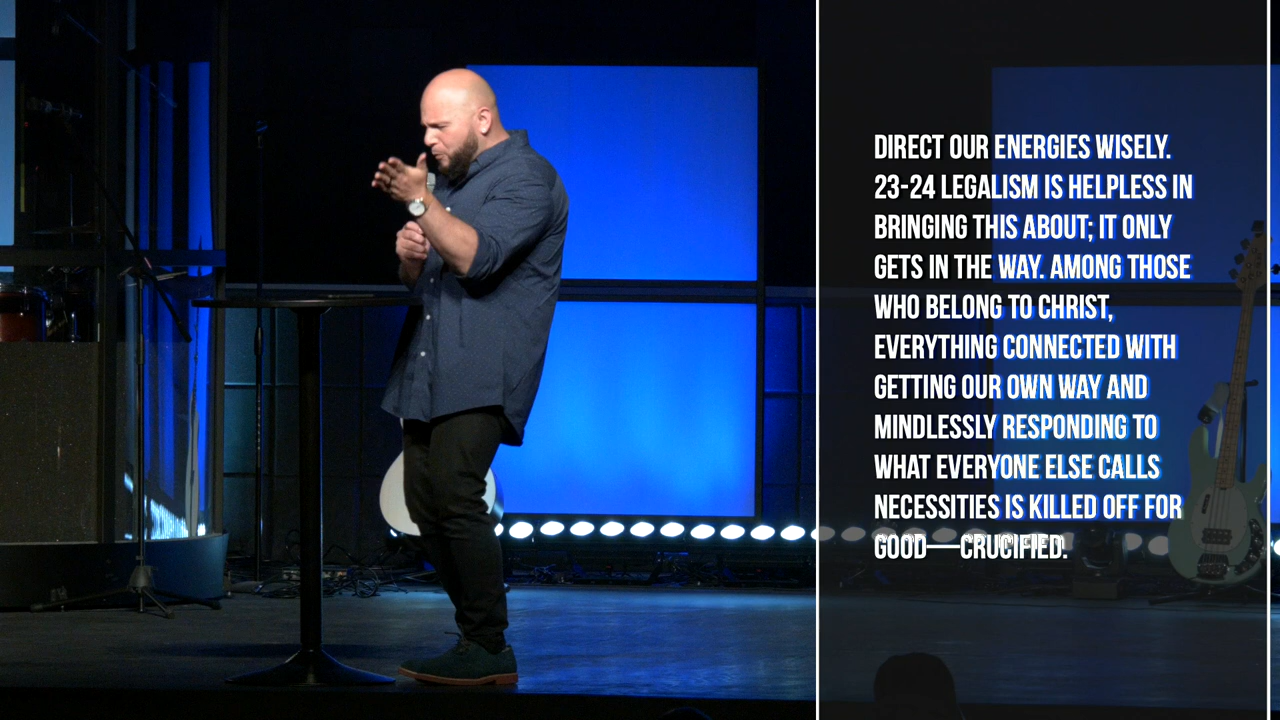 DIRECT OUR ENERGIES WISELY.
23-24 LEGALISM IS HELPLESS IN
BRINGING THIS ABOUT; IT ONLY
GETS IN THE WAY. AMONG THOSE
WHO BELONG TO CHRIST,
EVERYTHING CONNECTED WITH
GETTING OUR OWN WAY AND
MINDLESSLY RESPONDING TO
WHAT EVERYONE ELSE CALLS
NECESSITIES IS KILLED OFF FOR
GOOD—CRUCIFIED.